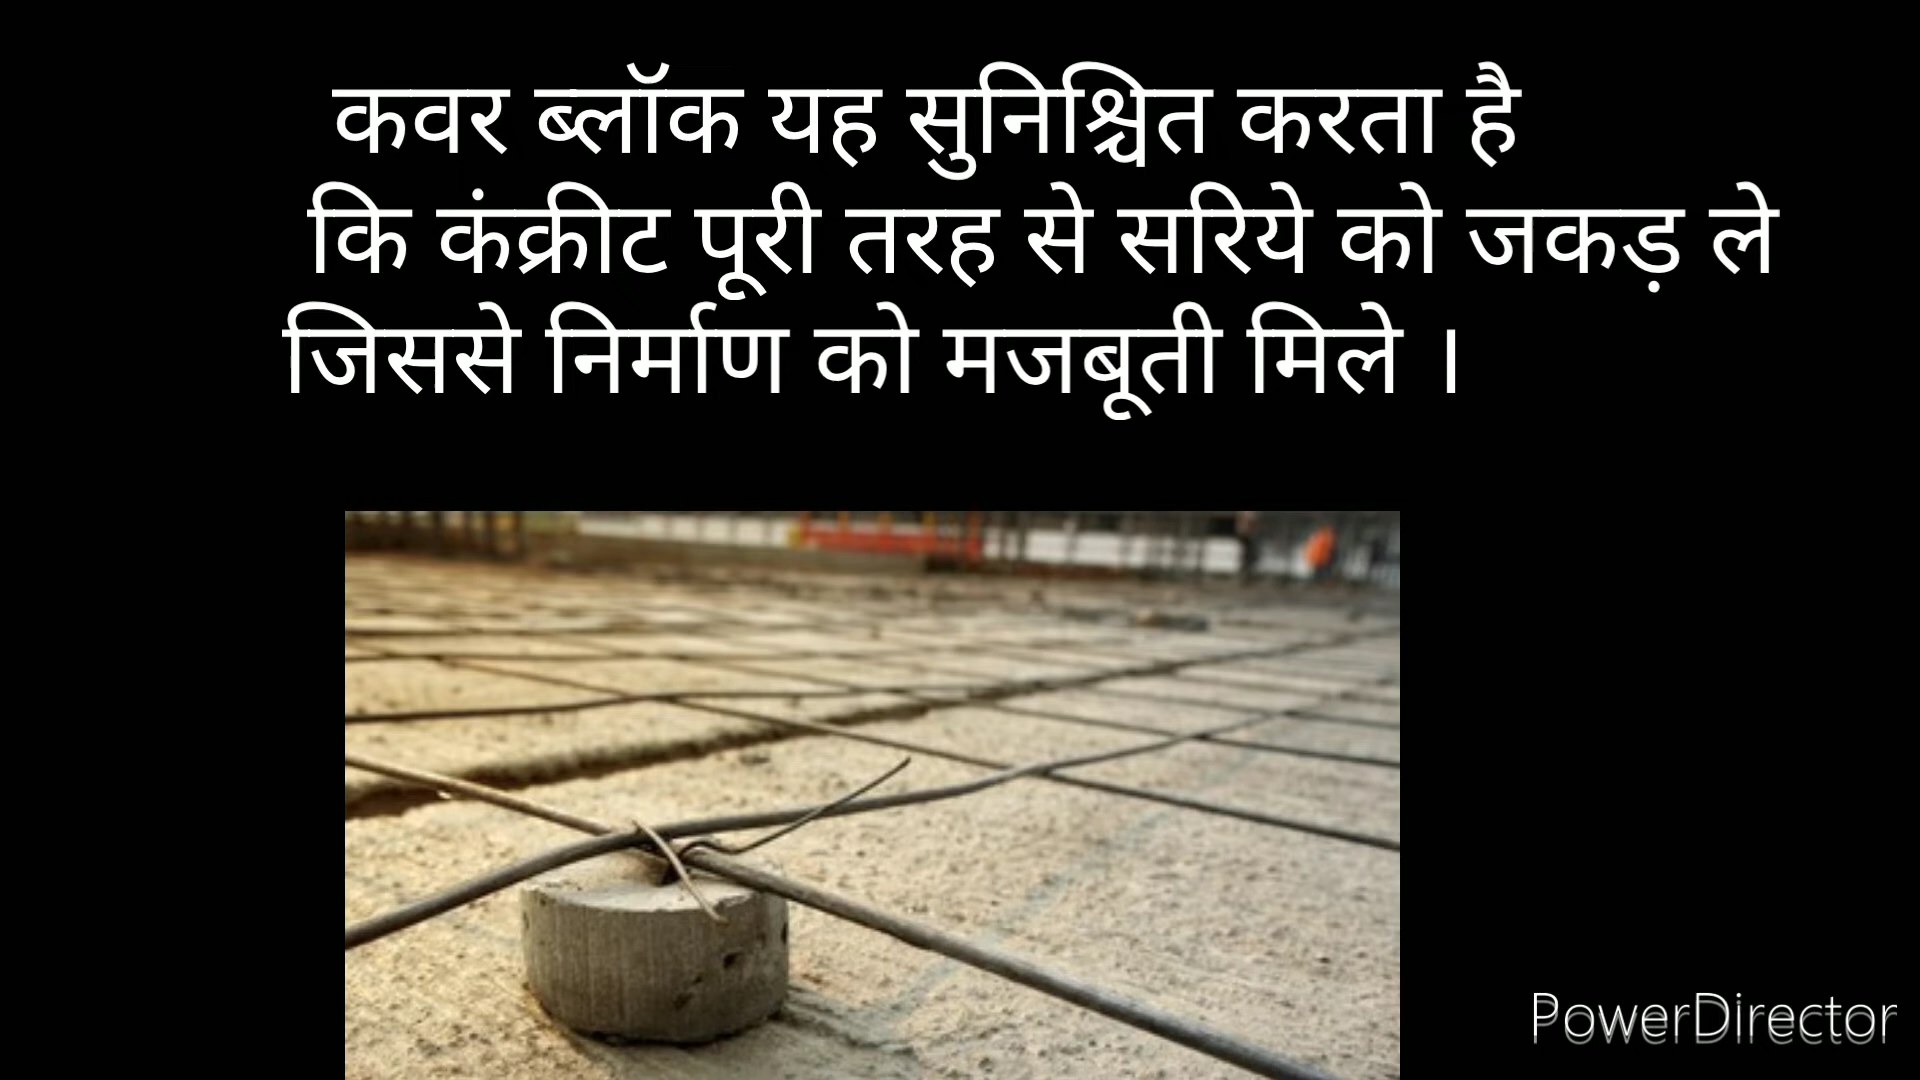 कवर ब्लॉक यह सुनिश्चित करता है
कि कंक्रीट पूरी तरह से सरिये को जकड़ ले
जिससे निर्माण को मजबूती मिले ।
PowerDirector